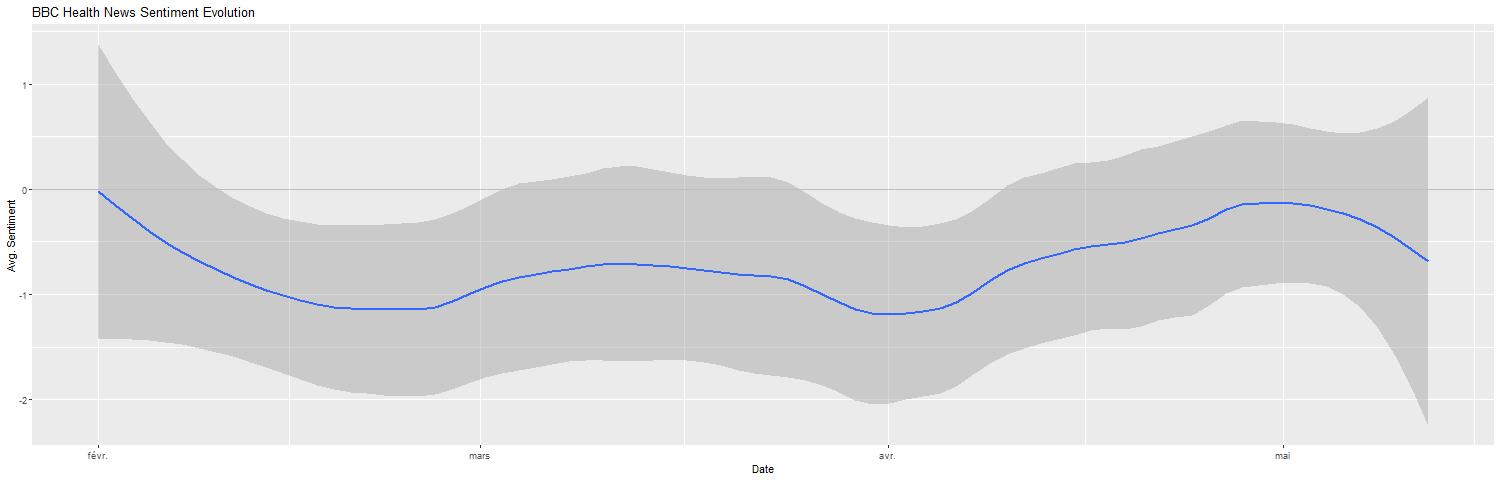 BBC Health News Sentiment Evolution
Avg. Sentiment
1
0
-1
-2
févr.
mars
avr.
mai
Date